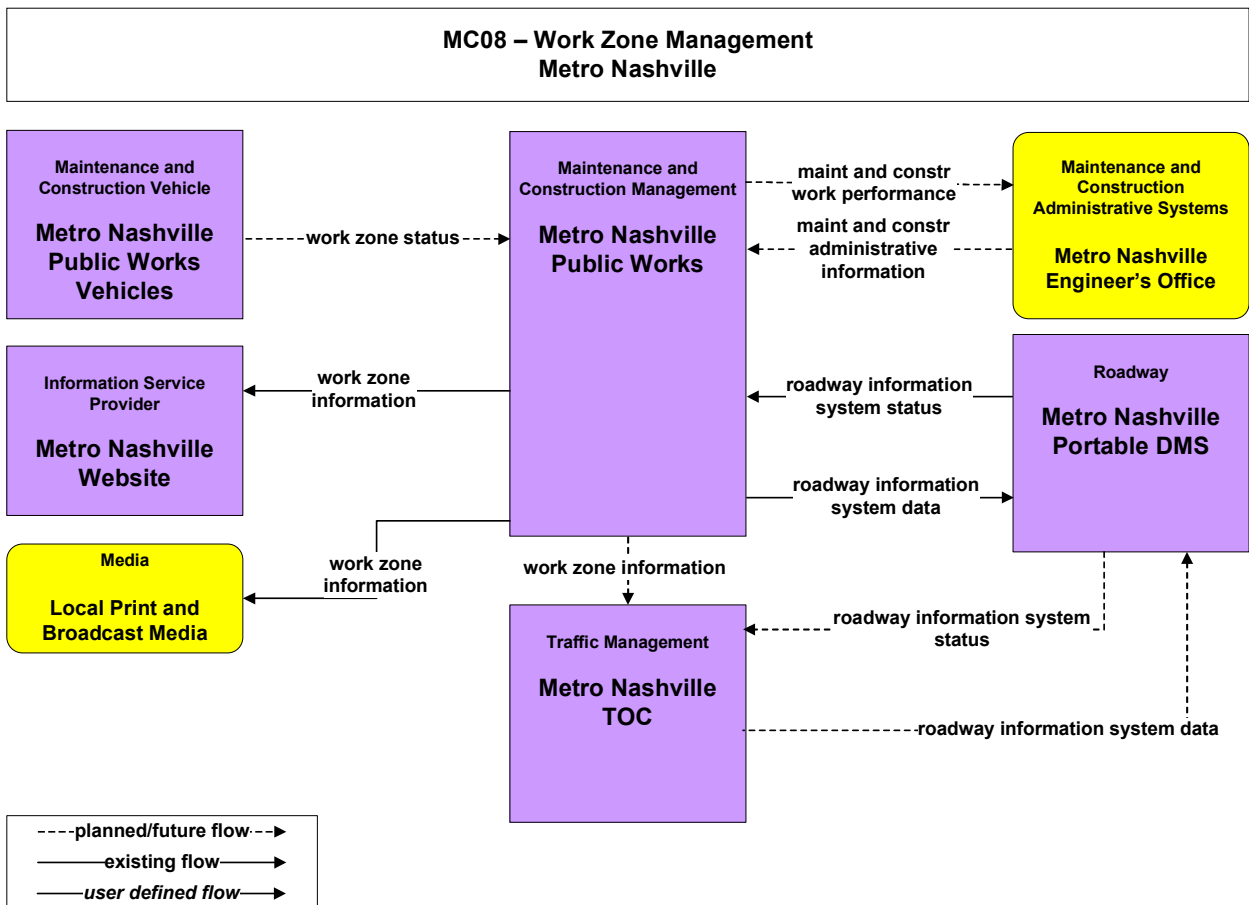 MC08 – Work Zone Management
Metro Nashville
Maintenance and
Construction Vehicle
Metro Nashville
Public Works
Vehicles
work zone status
Maintenance and
Construction Management
Metro Nashville
Public Works
maint and constr
work performance
maint and constr
administrative
information
Maintenance and
Construction
Administrative Systems
Metro Nashville
Engineer's Office
Information Service
Provider
Metro Nashville
Website
work zone
information
roadway information
system status
roadway information
system data
Roadway
Metro Nashville
Portable DMS
Media
Local Print and
Broadcast Media
work zone
information
work zone information
Traffic Management
Metro Nashville
TOC
roadway information system
status
roadway information system data
planned/future flow
existing flow
user defined flow